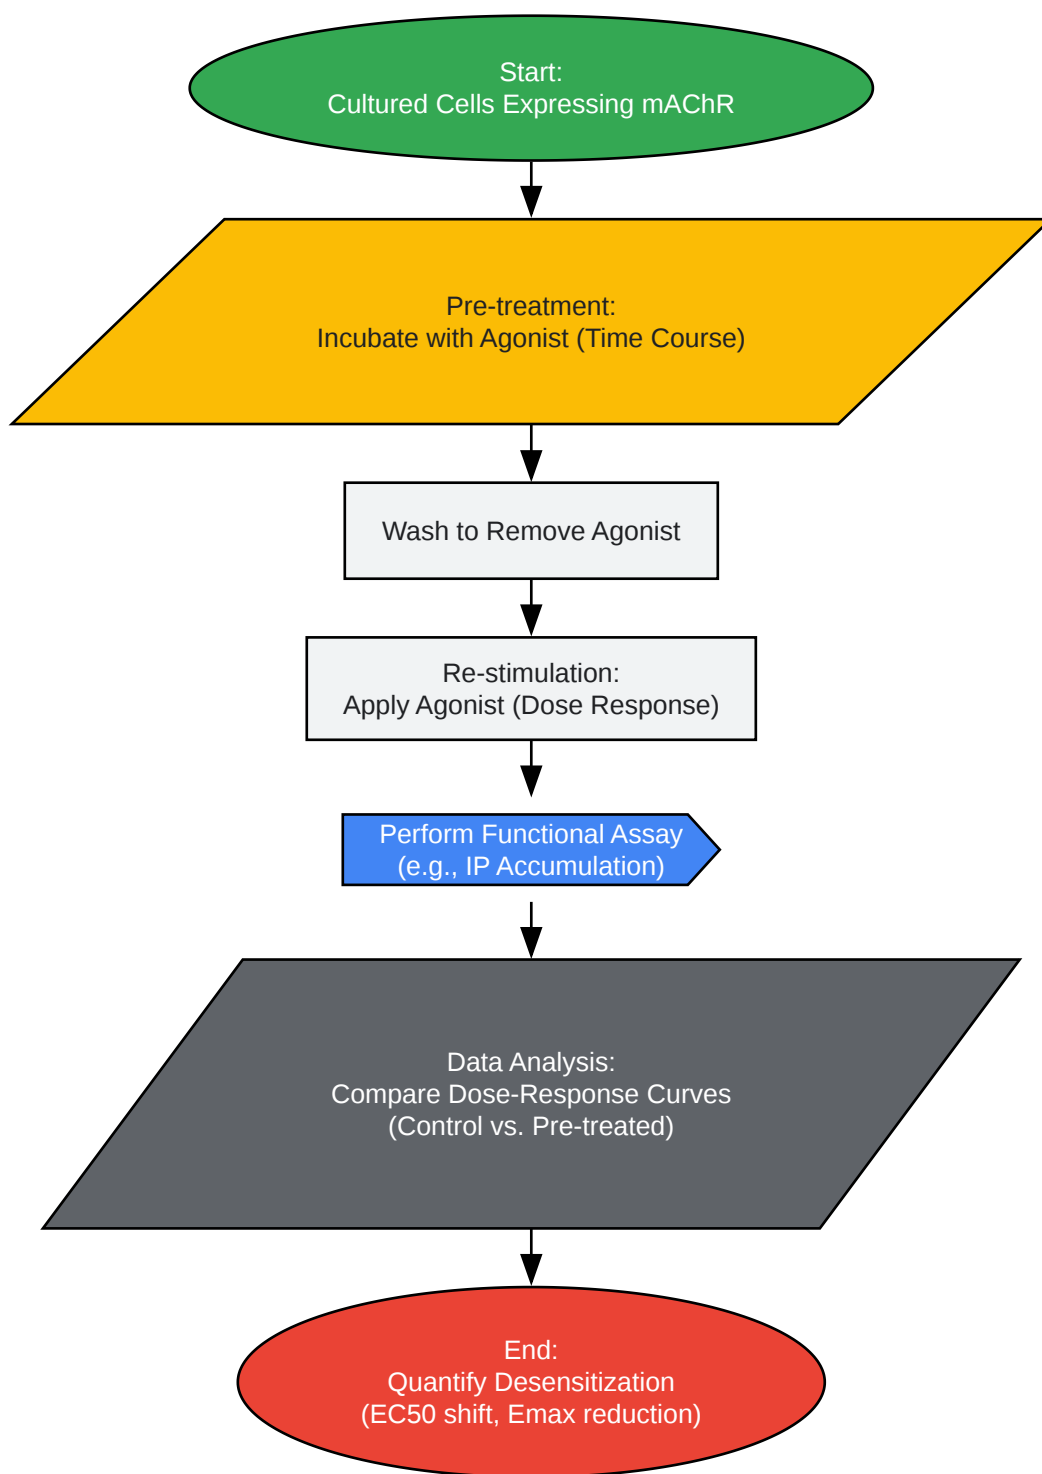 Start:
Cultured Cells Expressing mAChR
Pre-treatment:
Incubate with Agonist (Time Course)
Wash to Remove Agonist
Re-stimulation:
Apply Agonist (Dose Response)
Perform Functional Assay
(e.g., IP Accumulation)
Data Analysis:
Compare Dose-Response Curves
(Control vs. Pre-treated)
End:
Quantify Desensitization
(EC50 shift, Emax reduction)